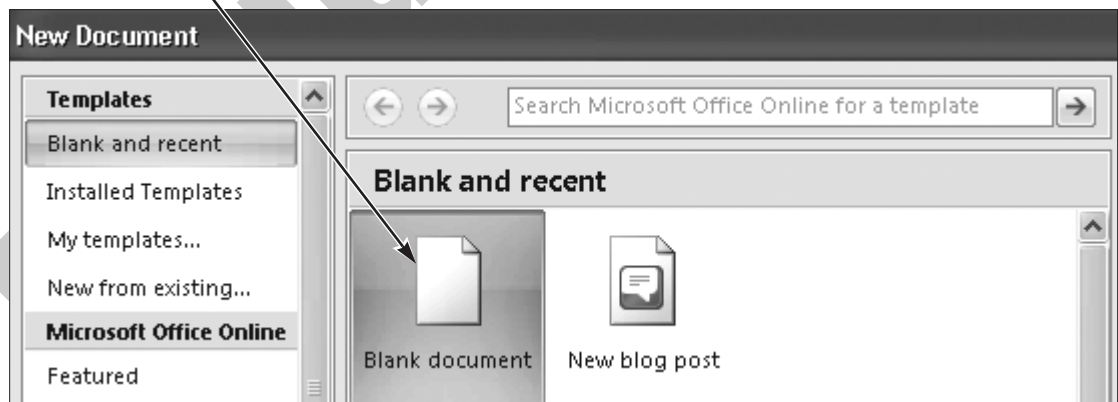 New Document
Templates
Blank and recent
Installed Templates
My templates...
New from existing...
Microsoft Office Online
Featured
Search Microsoft Office Online for a template
Blank and recent
Blank document
New blog post